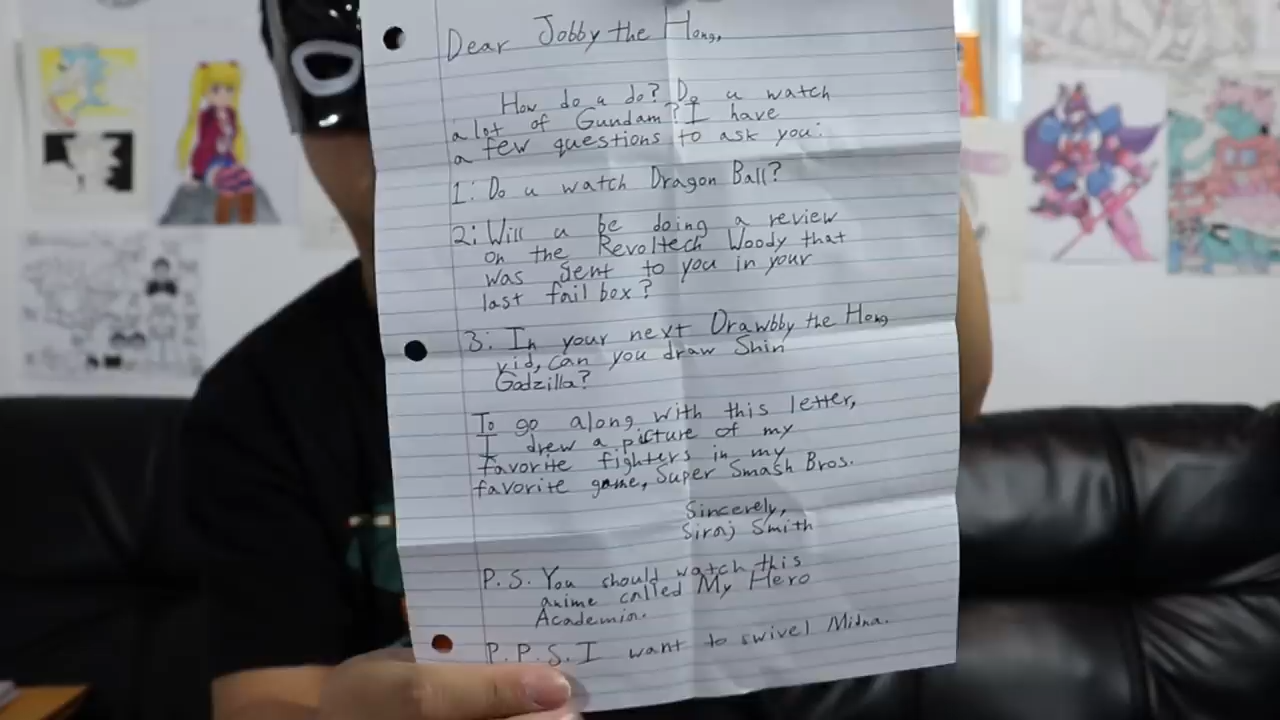 Dear Jobby the Hong,
How do u do? Do u watch
a lot of Gundam? I have
a few questions to ask you:
1: Do u watch Dragon Ball?
2: Will u be doing a review
on the Revoltech Woody that
was sent to you in your
last fail box?
3: In your next Drawbby the Hong
vid, can you draw Shin
Godzilla?
To go along with this letter,
I drew a picture of my
favorite fighters in my
favorite game, Super Smash Bros.
Sincerely,
Siraj Smith
P.S. You should watch this
anime called My Hero
Academia.
P.P.S. I want to swivel Midna.